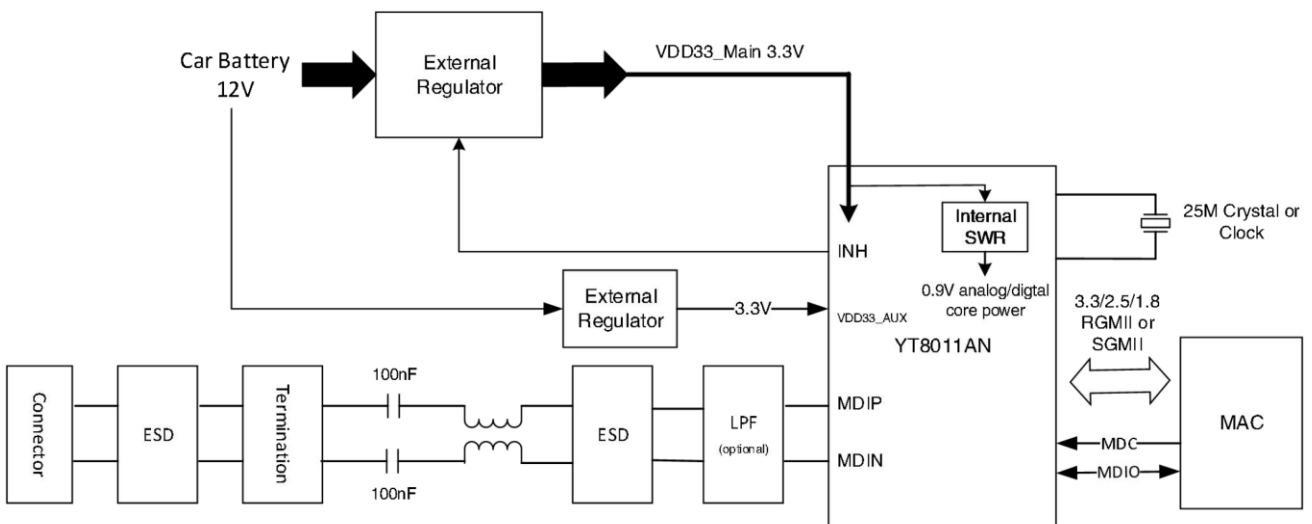 Car Battery
12V
External
Regulator
VDD33_Main 3.3V
Internal
SWR
25M Crystal or
Clock
INH
0.9V analog/digtal
core power
External
Regulator
3.3V
VDD33_AUX
YT8011AN
3.3/2.5/1.8
RGMII or
SGMII
Connector
ESD
Termination
100nF
100nF
ESD
LPF
(optional)
MDIP
MDIN
MDC
MDIO
MAC